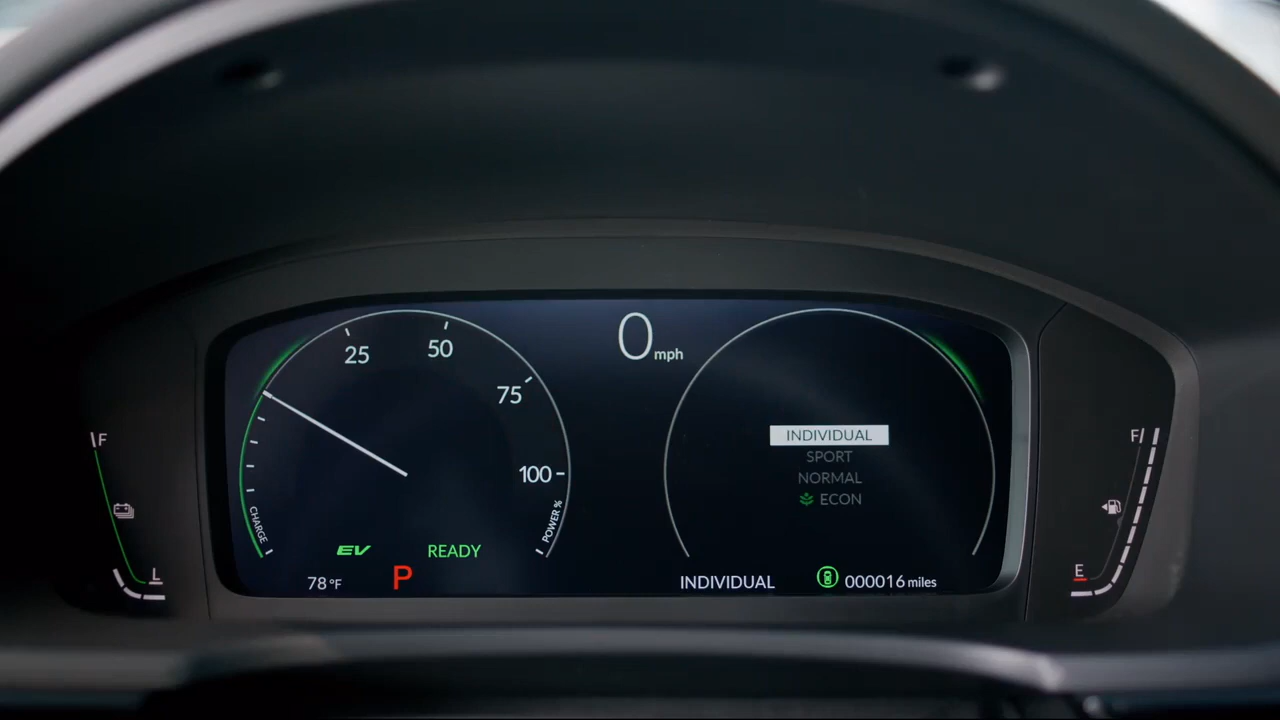 0 mph
25
50
75
100
CHARGE
POWER %
INDIVIDUAL
SPORT
NORMAL
ECON
F
L
F
E
EV
READY
78 °F
P
INDIVIDUAL
000016 miles